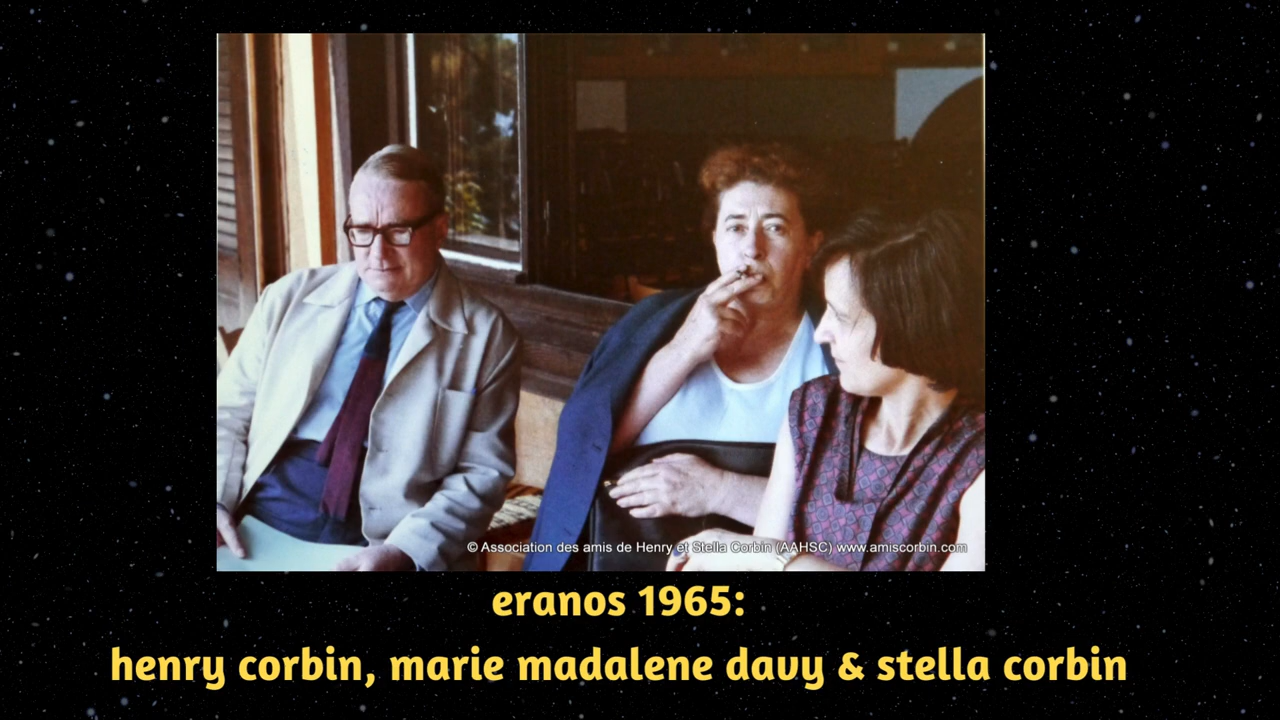 © Association des amis de Henry et Stella Corbin (AAHSC) www.amiscorbin.com
eranos 1965:
henry corbin, marie madalene davy & stella corbin